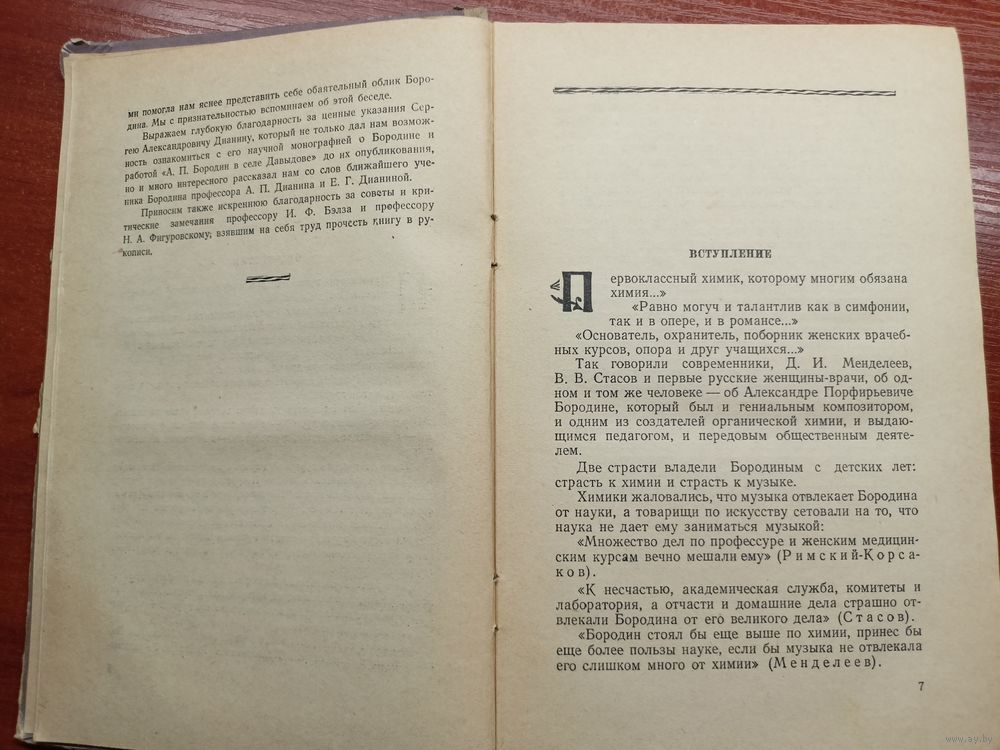 ми помогла нам яснее представить себе обаятельный облик Боро-
дина. Мы с признательностью вспоминаем об этой беседе.
Выражаем глубокую благодарность за ценные указания Сер-
гею Александровичу Дианину, который не только дал нам возмож-
ность ознакомиться с его научной монографией о Бородине и
работой «А. П. Бородин в селе Давыдове» до их опубликования,
но и много интересного рассказал нам со слов ближайшего уче-
ника Бородина профессора А. П. Дианина и Е. Г. Дианиной.
Приносим также искреннюю благодарность за советы и кри-
тические замечания профессору И. Ф. Бэлза и профессору
Н. А. Фигуровскому, взявшим на себя труд прочесть книгу в ру-
кописи.
ВСТУПЛЕНИЕ
Первоклассный химик, которому многим обязана
химия...»
«Равно могуч и талантлив как в симфонии,
так и в опере, и в романсе...»
«Основатель, охранитель, поборник женских врачеб-
ных курсов, опора и друг учащихся...»
Так говорили современники, Д. И. Менделеев,
В. В. Стасов и первые русские женщины-врачи, об од-
ном и том же человеке — об Александре Порфирьевиче
Бородине, который был и гениальным композитором,
и одним из создателей органической химии, и выдаю-
щимся педагогом, и передовым общественным деяте-
лем.
Две страсти владели Бородиным с детских лет:
страсть к химии и страсть к музыке.
Химики жаловались, что музыка отвлекает Бородина
от науки, а товарищи по искусству сетовали на то, что
наука не дает ему заниматься музыкой:
«Множество дел по профессуре и женским медицин-
ским курсам вечно мешали ему» (Римский-Корса-
ков).
«К несчастью, академическая служба, комитеты и
лаборатория, а отчасти и домашние дела страшно от-
влекали Бородина от его великого дела» (Стасов).
«Бородин стоял бы еще выше по химии, принес бы
еще более пользы науке, если бы музыка не отвлекала
его слишком много от химии» (Менделеев).
7
www.ay.by